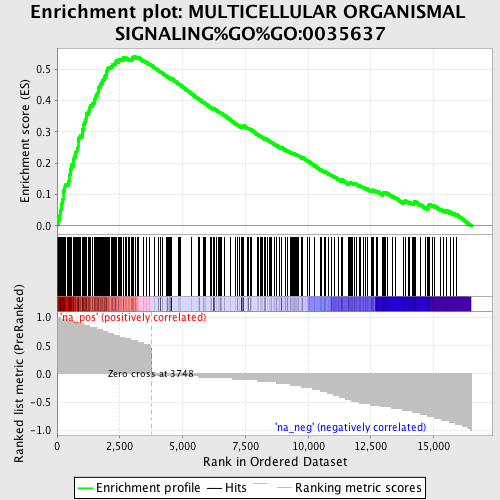 Enrichment plot: MULTICELLULAR ORGANISMAL
SIGNALING%GO%GO:0035637
Enrichment score (ES)
0.5
0.4
0.3
0.2
0.1
0.0
Ranked list metric (PreRanked)
1.0
0.5
0.0
-0.5
-1.0
'na_pos' (positively correlated)
Zero cross at 3748
'na_neg' (negatively correlated)
0
2,500
5,000
7,500
10,000
12,500
15,000
Rank in Ordered Dataset
Enrichment profile
Hits
Ranking metric scores